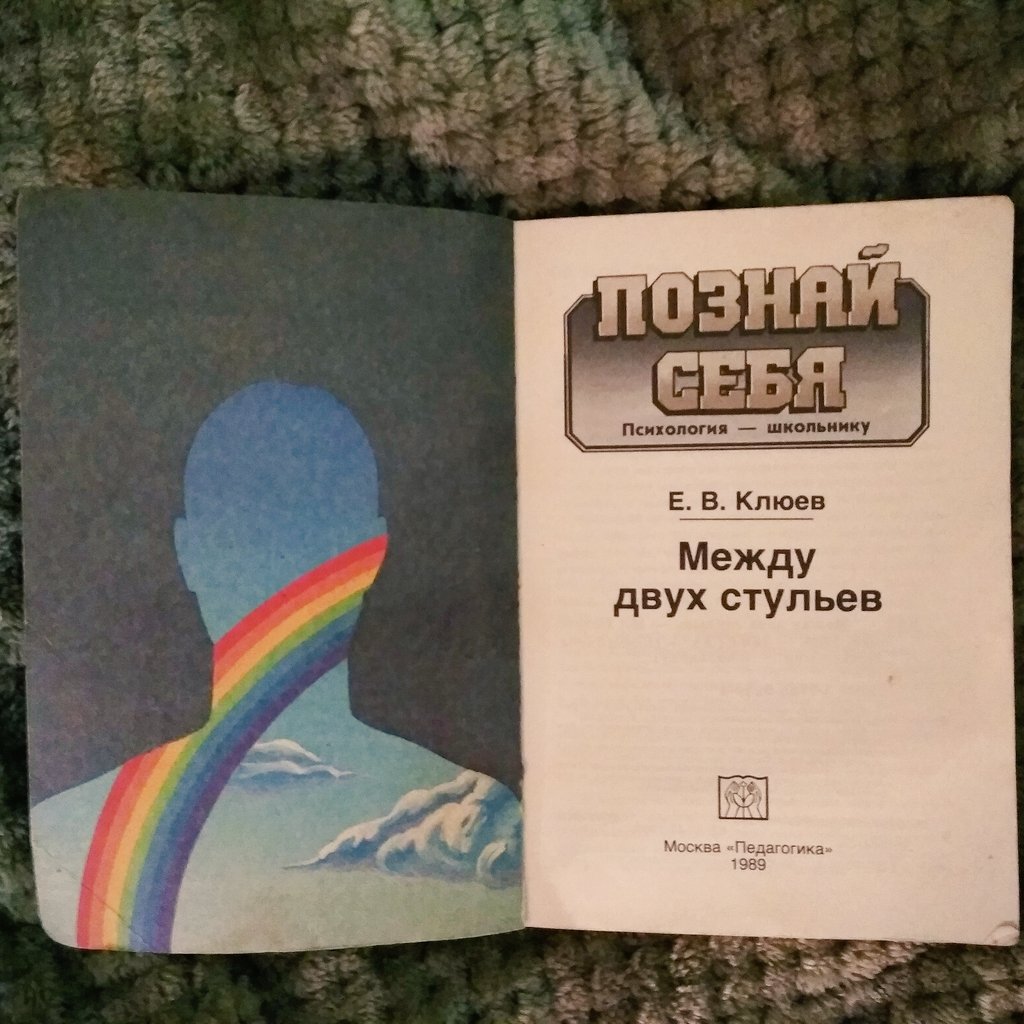 ПОЗНАЙ
СЕБЯ
Психология — школьнику
Е. В. Клюев
Между
двух стульев
Москва «Педагогика»
1989